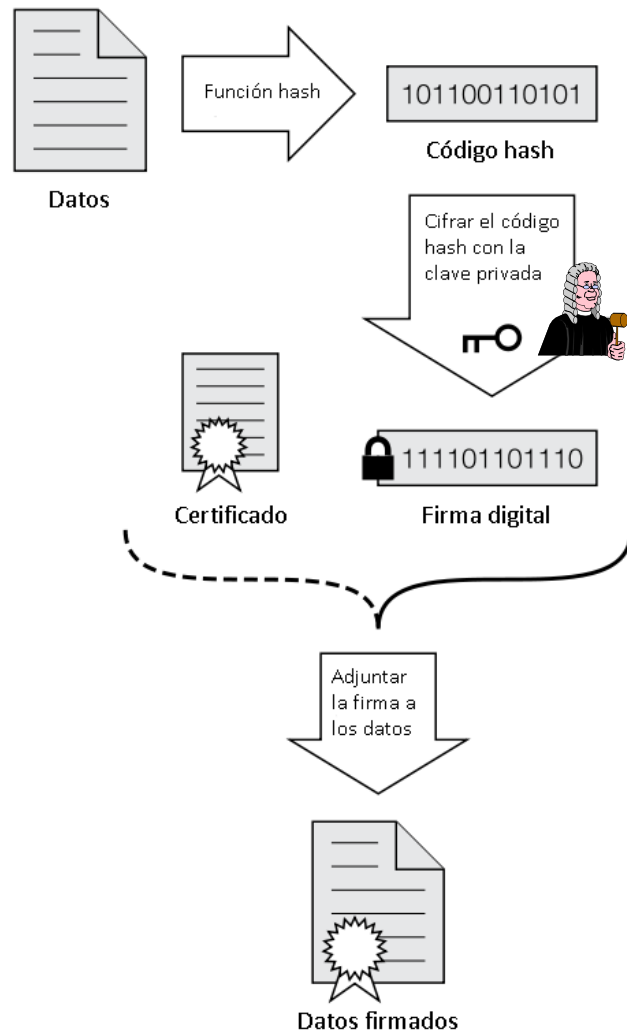 Función hash
101100110101
Código hash
Datos
Cifrar el código
hash con la
clave privada
111101101110
Certificado
Firma digital
Adjuntar
la firma a
los datos
Datos firmados